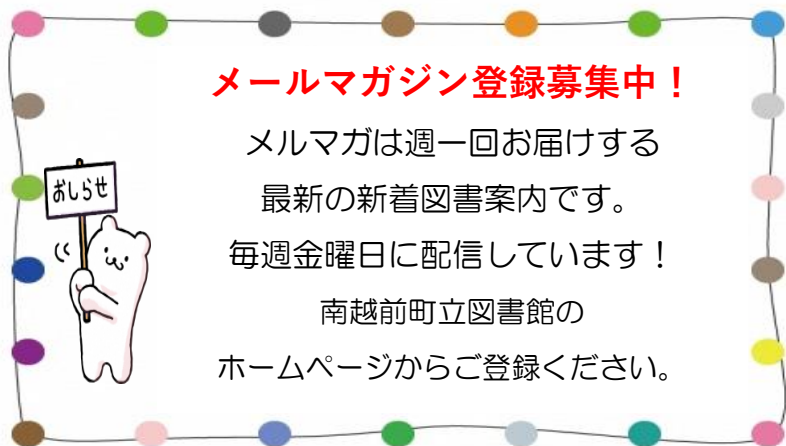 メールマガジン登録募集中！
メルマガは週一回お届けする
最新の新着図書案内です。
おしらせ
毎週金曜日に配信しています！
南越前町立図書館の
ホームページからご登録ください。